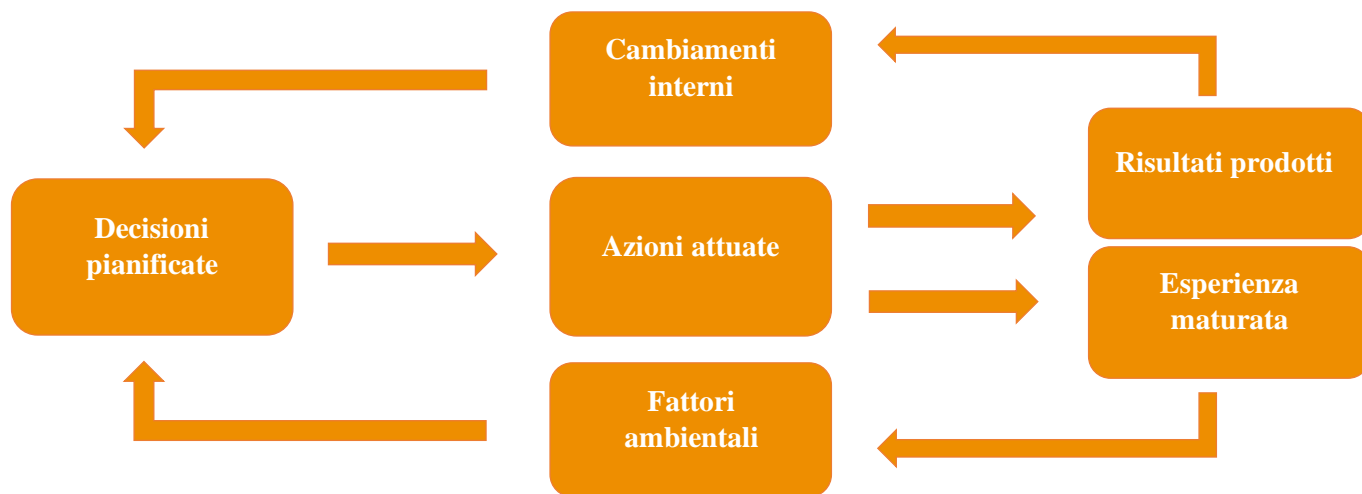 Cambiamenti
interni
Risultati prodotti
Decisioni
pianificate
Azioni attuate
Esperienza
maturata
Fattori
ambientali